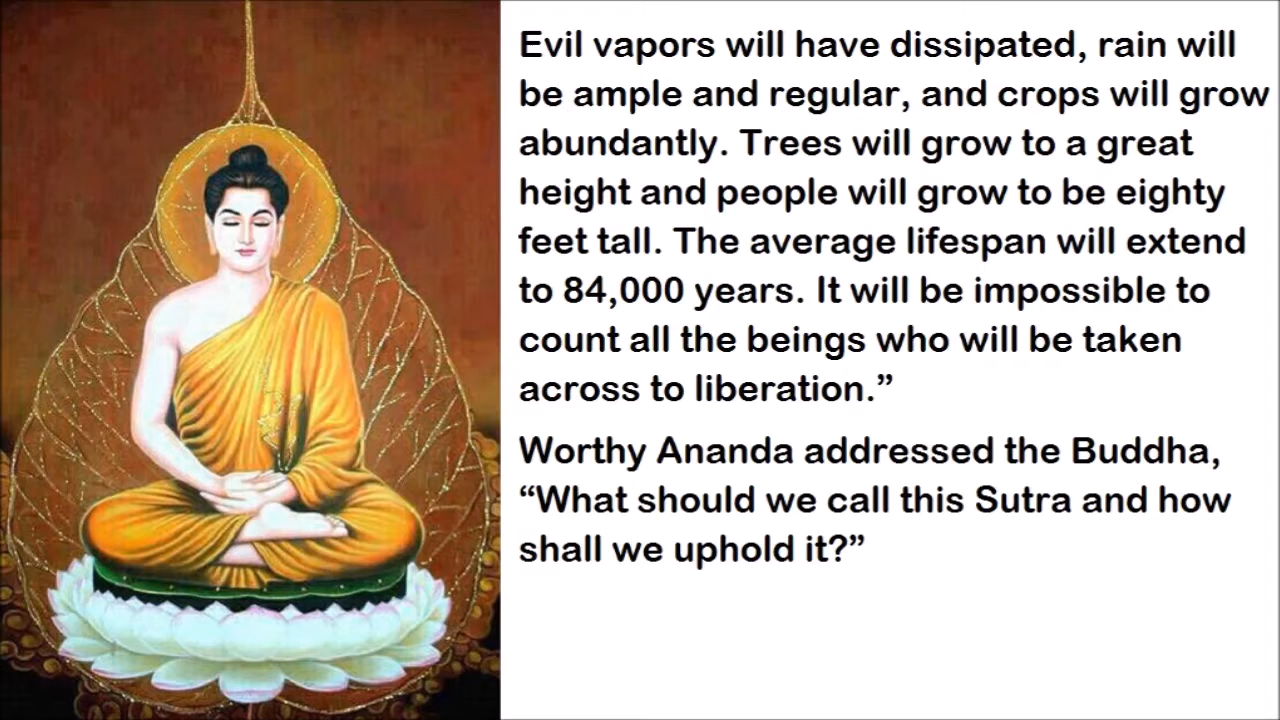 Evil vapors will have dissipated, rain will
be ample and regular, and crops will grow
abundantly. Trees will grow to a great
height and people will grow to be eighty
feet tall. The average lifespan will extend
to 84,000 years. It will be impossible to
count all the beings who will be taken
across to liberation.”
Worthy Ananda addressed the Buddha,
“What should we call this Sutra and how
shall we uphold it?”